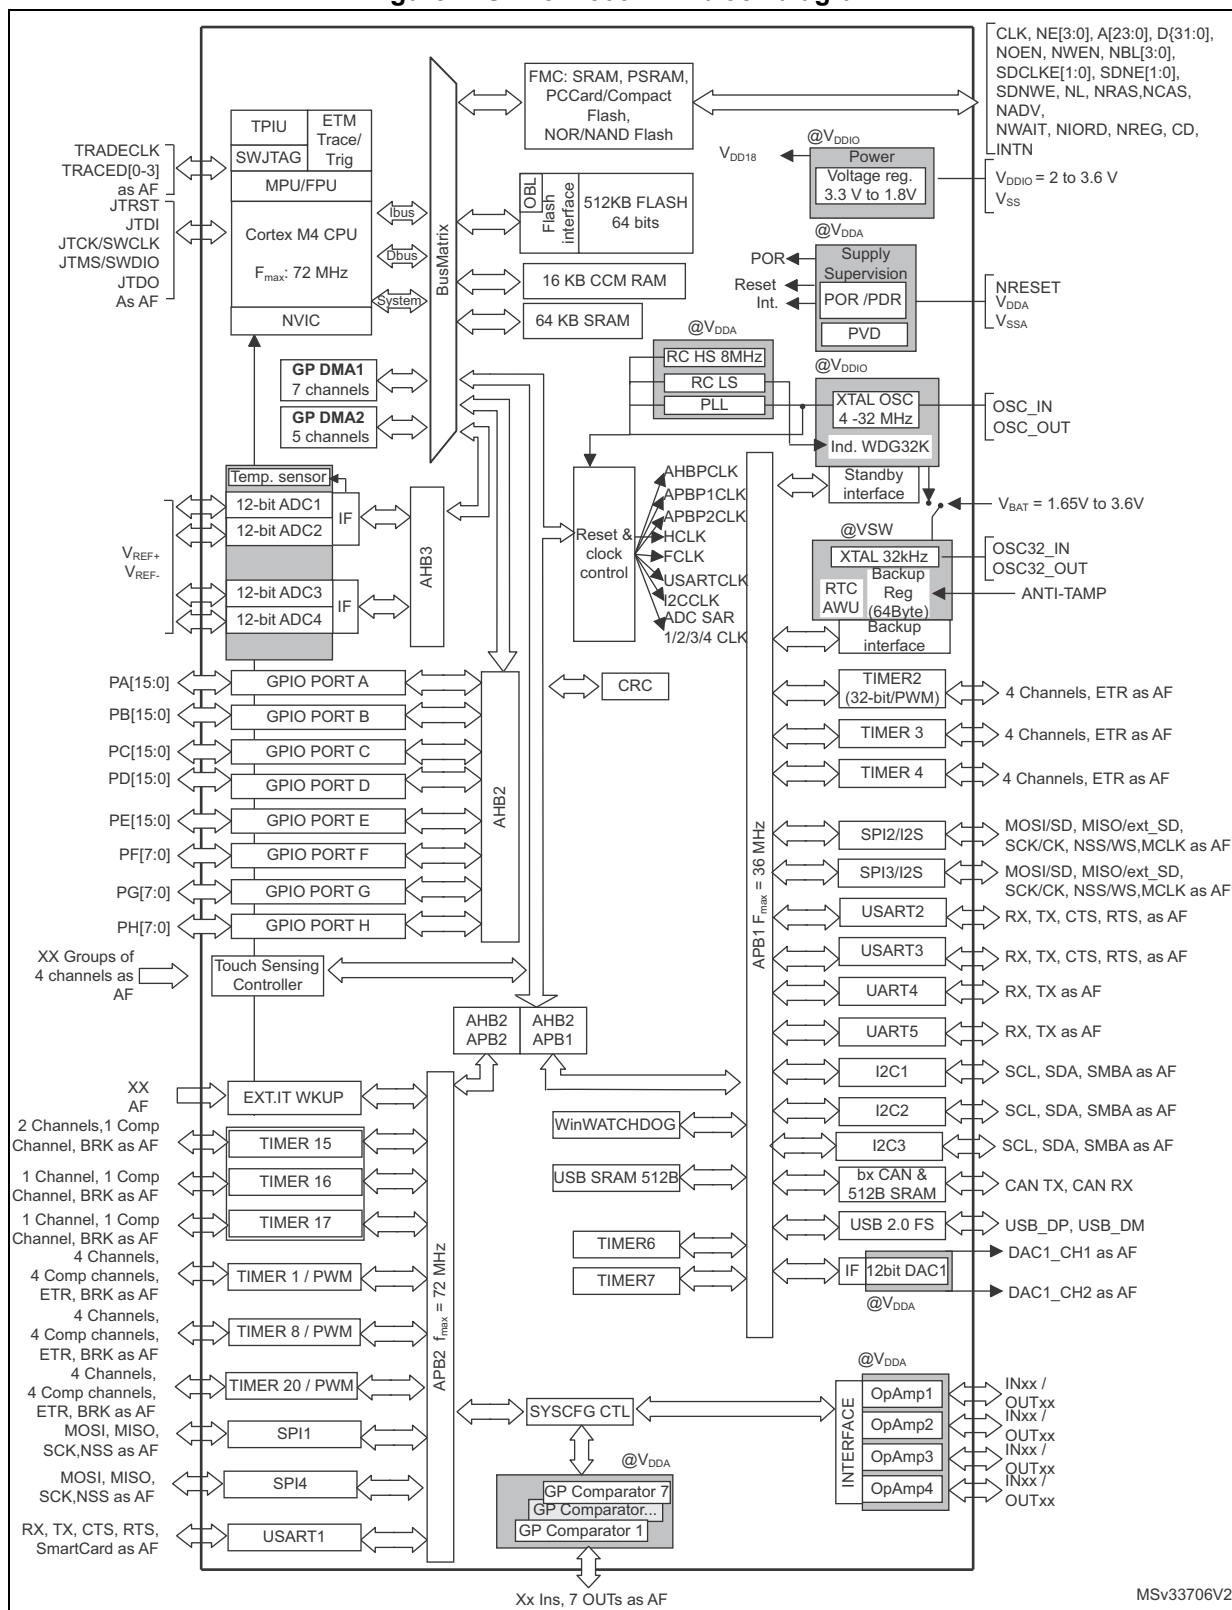 CLK, NE[3:0], A[23:0], D{31:0},
NOEN, NWEN, NBL[3:0],
SDCLKE[1:0], SDNE[1:0],
SDNWE, NL, NRAS,NCAS,
NADV,
NWAIT, NIORD, NREG, CD,
INTN
FMC: SRAM, PSRAM,
PCCard/Compact
Flash,
NOR/NAND Flash
TPIU
ETM
Trace/
Trig
SWJTAG
MPU/FPU
Cortex M4 CPU
Fmax: 72 MHz
NVIC
TRADECLK
TRACED[0-3]
as AF
JTRST
JTDI
JTCK/SWCLK
JTMS/SWDIO
JTDO
As AF
Ibus
Dbus
System
BusMatrix
OBL
Flash
interface
512KB FLASH
64 bits
16 KB CCM RAM
64 KB SRAM
@VDDIO
VDD18
Power
Voltage reg.
3.3 V to 1.8V
VDDIO = 2 to 3.6 V
VSS
@VDDA
POR
Reset
Int.
Supply
Supervision
POR /PDR
PVD
NRESET
VDDA
VSSA
@VDDA
RC HS 8MHz
RC LS
PLL
@VDDIO
XTAL OSC
4 -32 MHz
Ind. WDG32K
OSC_IN
OSC_OUT
Standby
interface
VBAT = 1.65V to 3.6V
@VSW
XTAL 32kHz
RTC
AWU
Backup
Reg
(64Byte)
Backup
interface
OSC32_IN
OSC32_OUT
ANTI-TAMP
GP DMA1
7 channels
GP DMA2
5 channels
Temp. sensor
12-bit ADC1
12-bit ADC2
IF
12-bit ADC3
12-bit ADC4
IF
VREF+
VREF-
AHB3
Reset &
clock
control
AHBPCLK
APBP1CLK
APBP2CLK
HCLK
FCLK
USARTCLK
I2CCLK
ADC SAR
1/2/3/4 CLK
PA[15:0]
GPIO PORT A
PB[15:0]
GPIO PORT B
PC[15:0]
GPIO PORT C
PD[15:0]
GPIO PORT D
PE[15:0]
GPIO PORT E
PF[7:0]
GPIO PORT F
PG[7:0]
GPIO PORT G
PH[7:0]
GPIO PORT H
AHB2
CRC
XX Groups of
4 channels as
AF
Touch Sensing
Controller
AHB2
APB2
AHB2
APB1
APB1 Fmax = 36 MHz
TIMER2
(32-bit/PWM)
4 Channels, ETR as AF
TIMER 3
4 Channels, ETR as AF
TIMER 4
4 Channels, ETR as AF
SPI2/I2S
MOSI/SD, MISO/ext_SD,
SCK/CK, NSS/WS,MCLK as AF
SPI3/I2S
MOSI/SD, MISO/ext_SD,
SCK/CK, NSS/WS,MCLK as AF
USART2
RX, TX, CTS, RTS, as AF
USART3
RX, TX, CTS, RTS, as AF
UART4
RX, TX as AF
UART5
RX, TX as AF
I2C1
SCL, SDA, SMBA as AF
I2C2
SCL, SDA, SMBA as AF
I2C3
SCL, SDA, SMBA as AF
bx CAN &
512B SRAM
CAN TX, CAN RX
USB 2.0 FS
USB_DP, USB_DM
IF
12bit DAC1
@VDDA
DAC1_CH1 as AF
DAC1_CH2 as AF
WinWATCHDOG
USB SRAM 512B
TIMER6
TIMER7
XX
AF
EXT.IT WKUP
2 Channels,1 Comp
Channel, BRK as AF
TIMER 15
1 Channel, 1 Comp
Channel, BRK as AF
TIMER 16
1 Channel, 1 Comp
Channel, BRK as AF
TIMER 17
4 Channels,
4 Comp channels,
ETR, BRK as AF
TIMER 1 / PWM
4 Channels,
4 Comp channels,
ETR, BRK as AF
TIMER 8 / PWM
4 Channels,
4 Comp channels,
ETR, BRK as AF
TIMER 20 / PWM
MOSI, MISO,
SCK,NSS as AF
SPI1
MOSI, MISO,
SCK,NSS as AF
SPI4
RX, TX, CTS, RTS,
SmartCard as AF
USART1
APB2 fmax = 72 MHz
SYSCFG CTL
@VDDA
GP Comparator 7
GP Comparator...
GP Comparator 1
Xx Ins, 7 OUTs as AF
@VDDA
INTERFACE
OpAmp1
OpAmp2
OpAmp3
OpAmp4
INxx /
OUTxx
INxx /
OUTxx
INxx /
OUTxx
INxx /
OUTxx
MSv33706V2